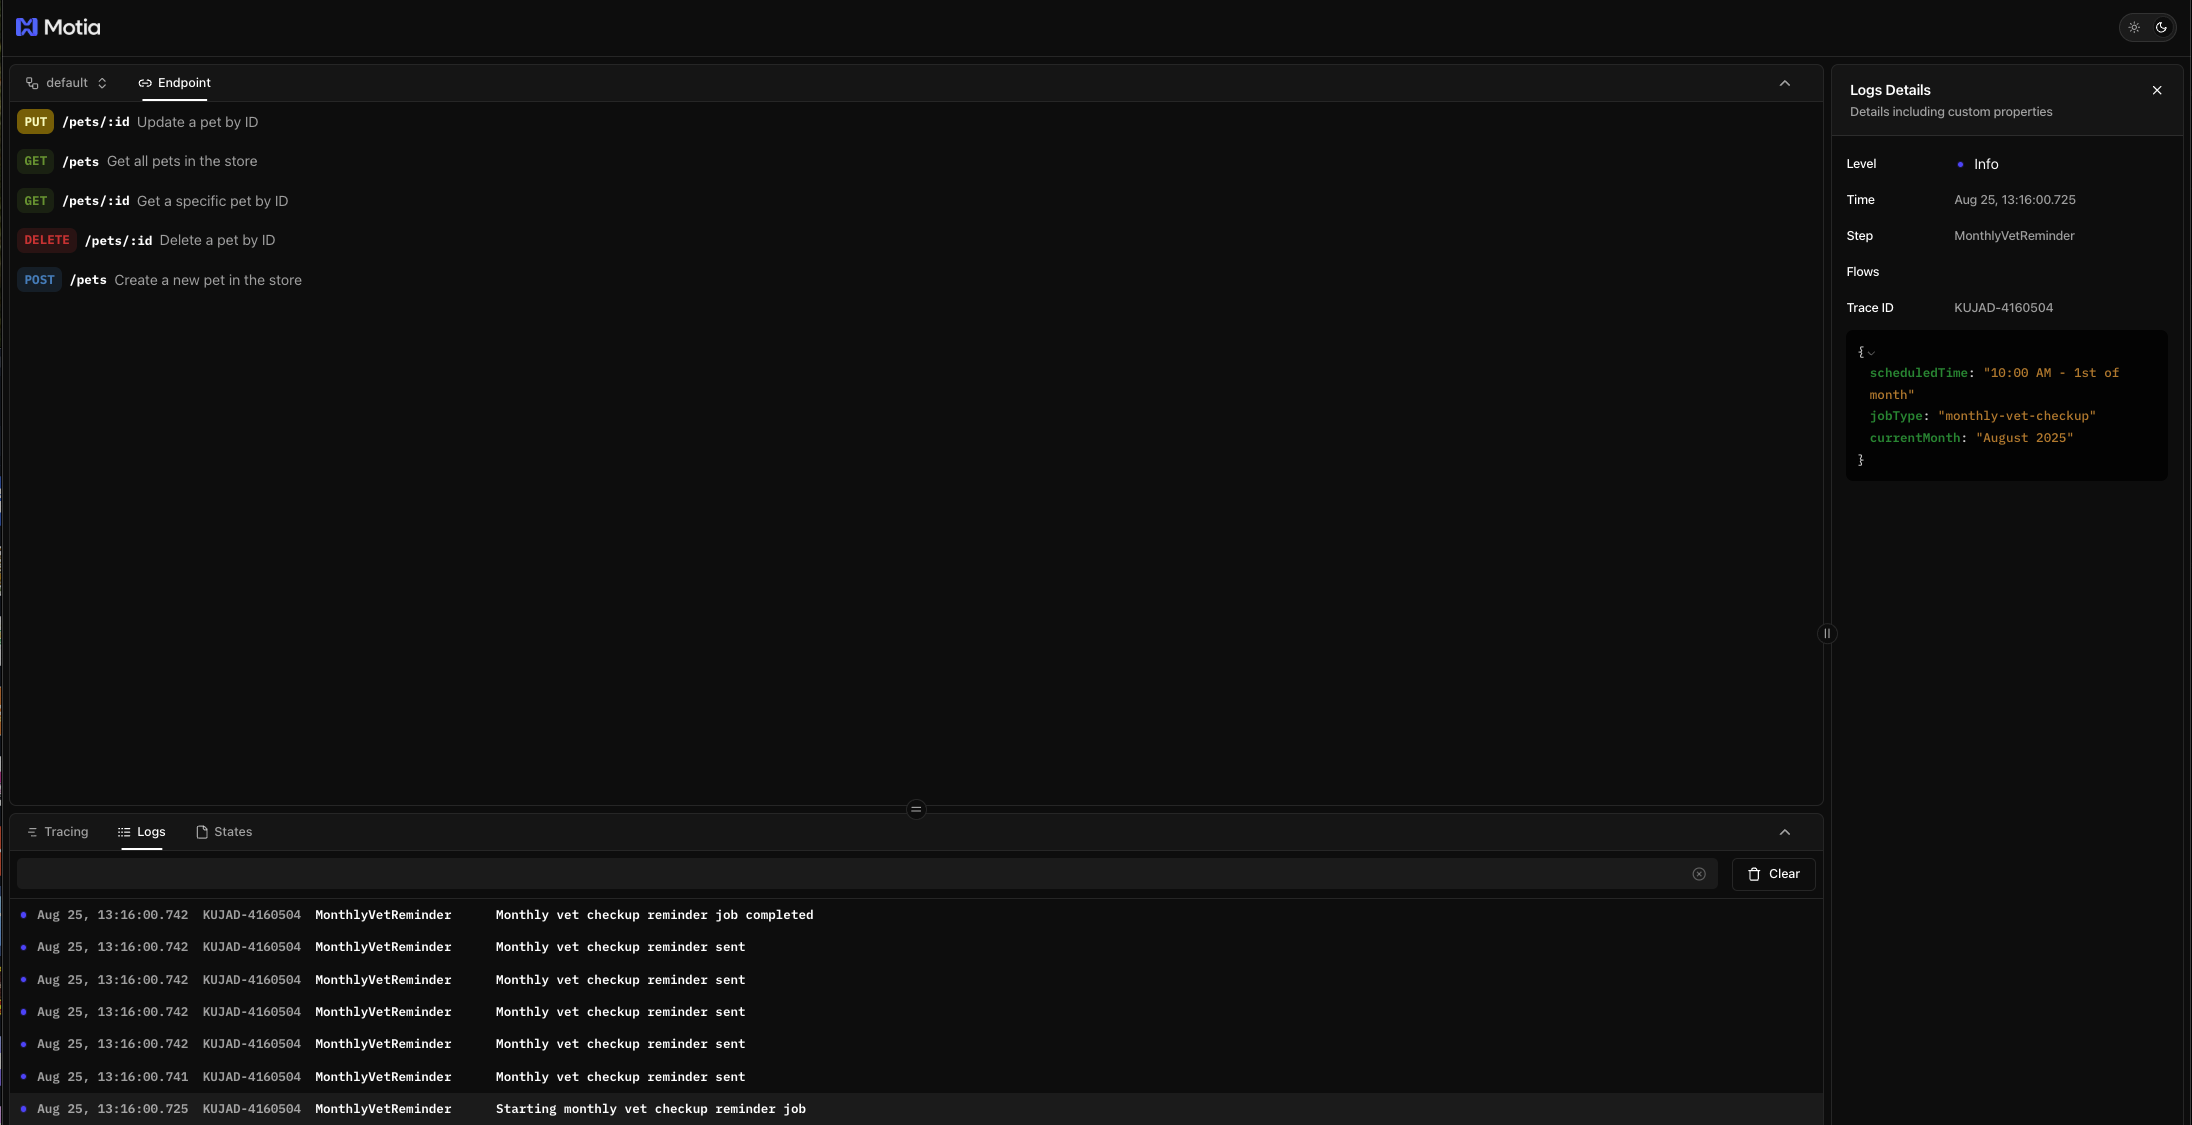 Motia
default Endpoint
PUT /pets/:id Update a pet by ID
GET /pets Get all pets in the store
GET /pets/:id Get a specific pet by ID
DELETE /pets/:id Delete a pet by ID
POST /pets Create a new pet in the store
Tracing Logs States
Clear
Aug 25, 13:16:00.742 KUJAD-4160504 MonthlyVetReminder Monthly vet checkup reminder job completed
Aug 25, 13:16:00.742 KUJAD-4160504 MonthlyVetReminder Monthly vet checkup reminder sent
Aug 25, 13:16:00.742 KUJAD-4160504 MonthlyVetReminder Monthly vet checkup reminder sent
Aug 25, 13:16:00.742 KUJAD-4160504 MonthlyVetReminder Monthly vet checkup reminder sent
Aug 25, 13:16:00.742 KUJAD-4160504 MonthlyVetReminder Monthly vet checkup reminder sent
Aug 25, 13:16:00.741 KUJAD-4160504 MonthlyVetReminder Monthly vet checkup reminder sent
Aug 25, 13:16:00.725 KUJAD-4160504 MonthlyVetReminder Starting monthly vet checkup reminder job
Logs Details
Details including custom properties
Level Info
Time Aug 25, 13:16:00.725
Step MonthlyVetReminder
Flows
Trace ID KUJAD-4160504
{
scheduledTime: "10:00 AM - 1st of
month"
jobType: "monthly-vet-checkup"
currentMonth: "August 2025"
}